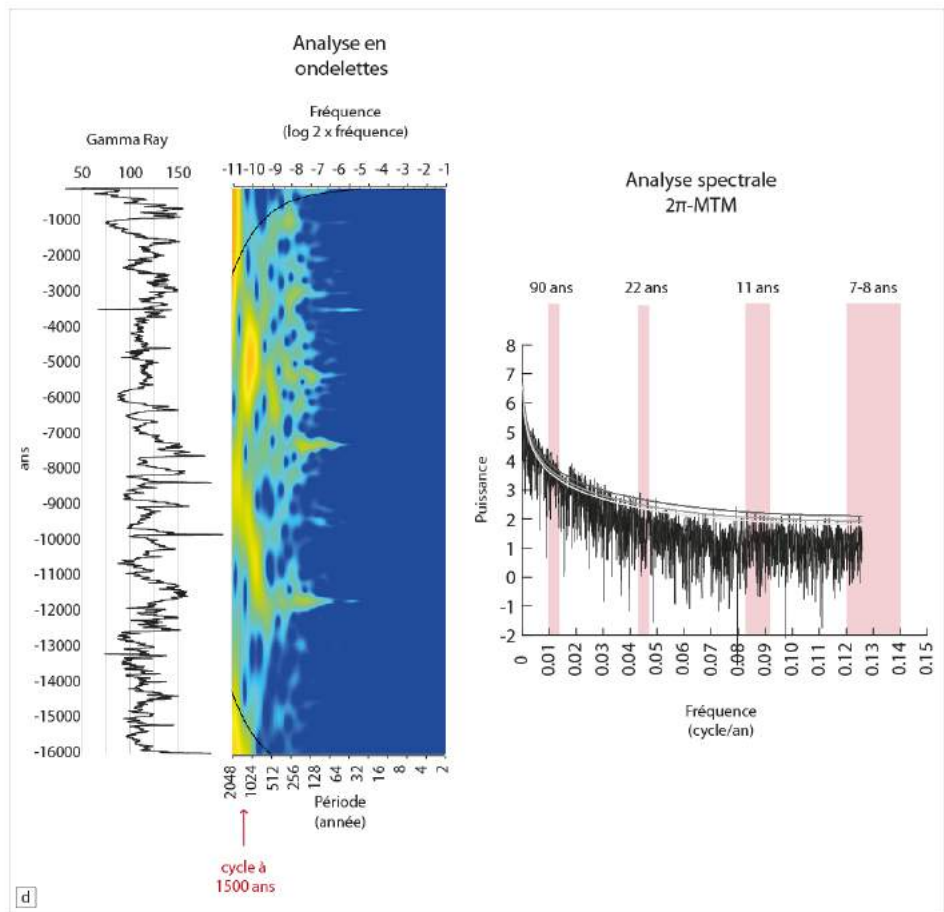 Analyse en
ondelettes
Fréquence
(log 2 x fréquence)
Gamma Ray
50 100 150
-11 -10 -9 -8 -7 -6 -5 -4 -3 -2 -1
ans
-1000
-2000
-3000
-4000
-5000
-6000
-7000
-8000
-9000
-10000
-11000
-12000
-13000
-14000
-15000
-16000
2048 1024 512 256 128 64 32 16 8 4 2
Période
(année)
cycle à
1500 ans
Analyse spectrale
2π-MTM
90 ans 22 ans 11 ans 7-8 ans
Puissance
8
7
6
5
4
3
2
1
0
-1
-2
0 0.01 0.02 0.03 0.04 0.05 0.06 0.07 0.08 0.09 0.10 0.11 0.12 0.13 0.14 0.15
Fréquence
(cycle/an)
d